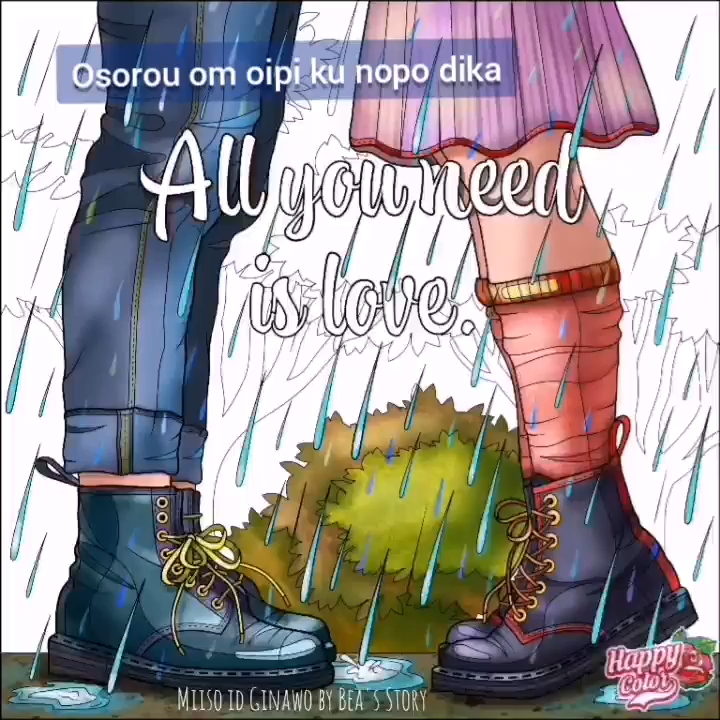 Osorou om oipi ku nopo dika
All you need
is love.
Happy
Color
Miiso id Ginawo by Bea's Story